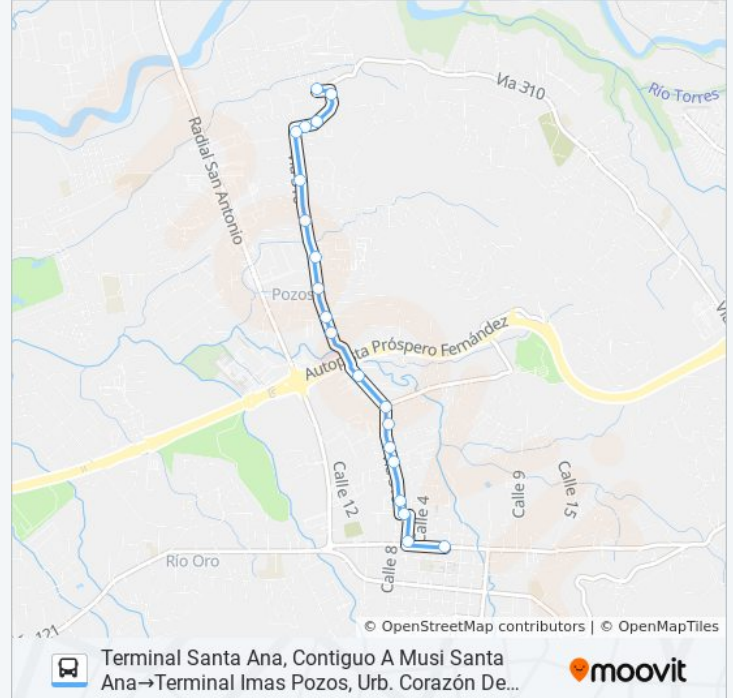 Vía 310
Río Torres
Radial San Antonio
Pozos
Autopista Próspero Fernández
Calle 12
Calle 4
Calle 9
Calle 15
Calle 8
Río Oro
121
© OpenStreetMap contributors | © OpenMapTiles
Terminal Santa Ana, Contiguo A Musi Santa
Ana→Terminal Imas Pozos, Urb. Corazón De...
moovit